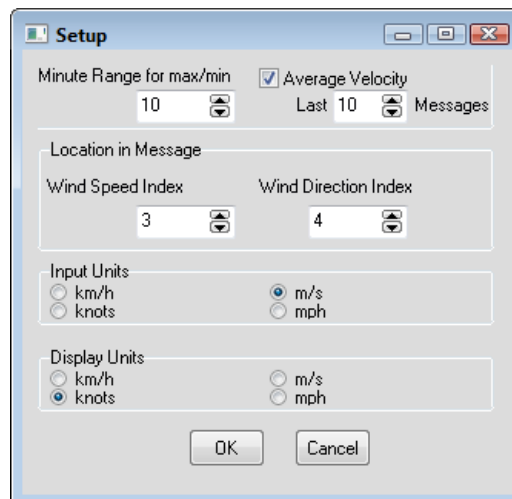 Setup
Minute Range for max/min
Average Velocity
10
Last 10 Messages
Location in Message
Wind Speed Index
Wind Direction Index
3
4
Input Units
km/h
m/s
knots
mph
Display Units
km/h
m/s
knots
mph
OK
Cancel